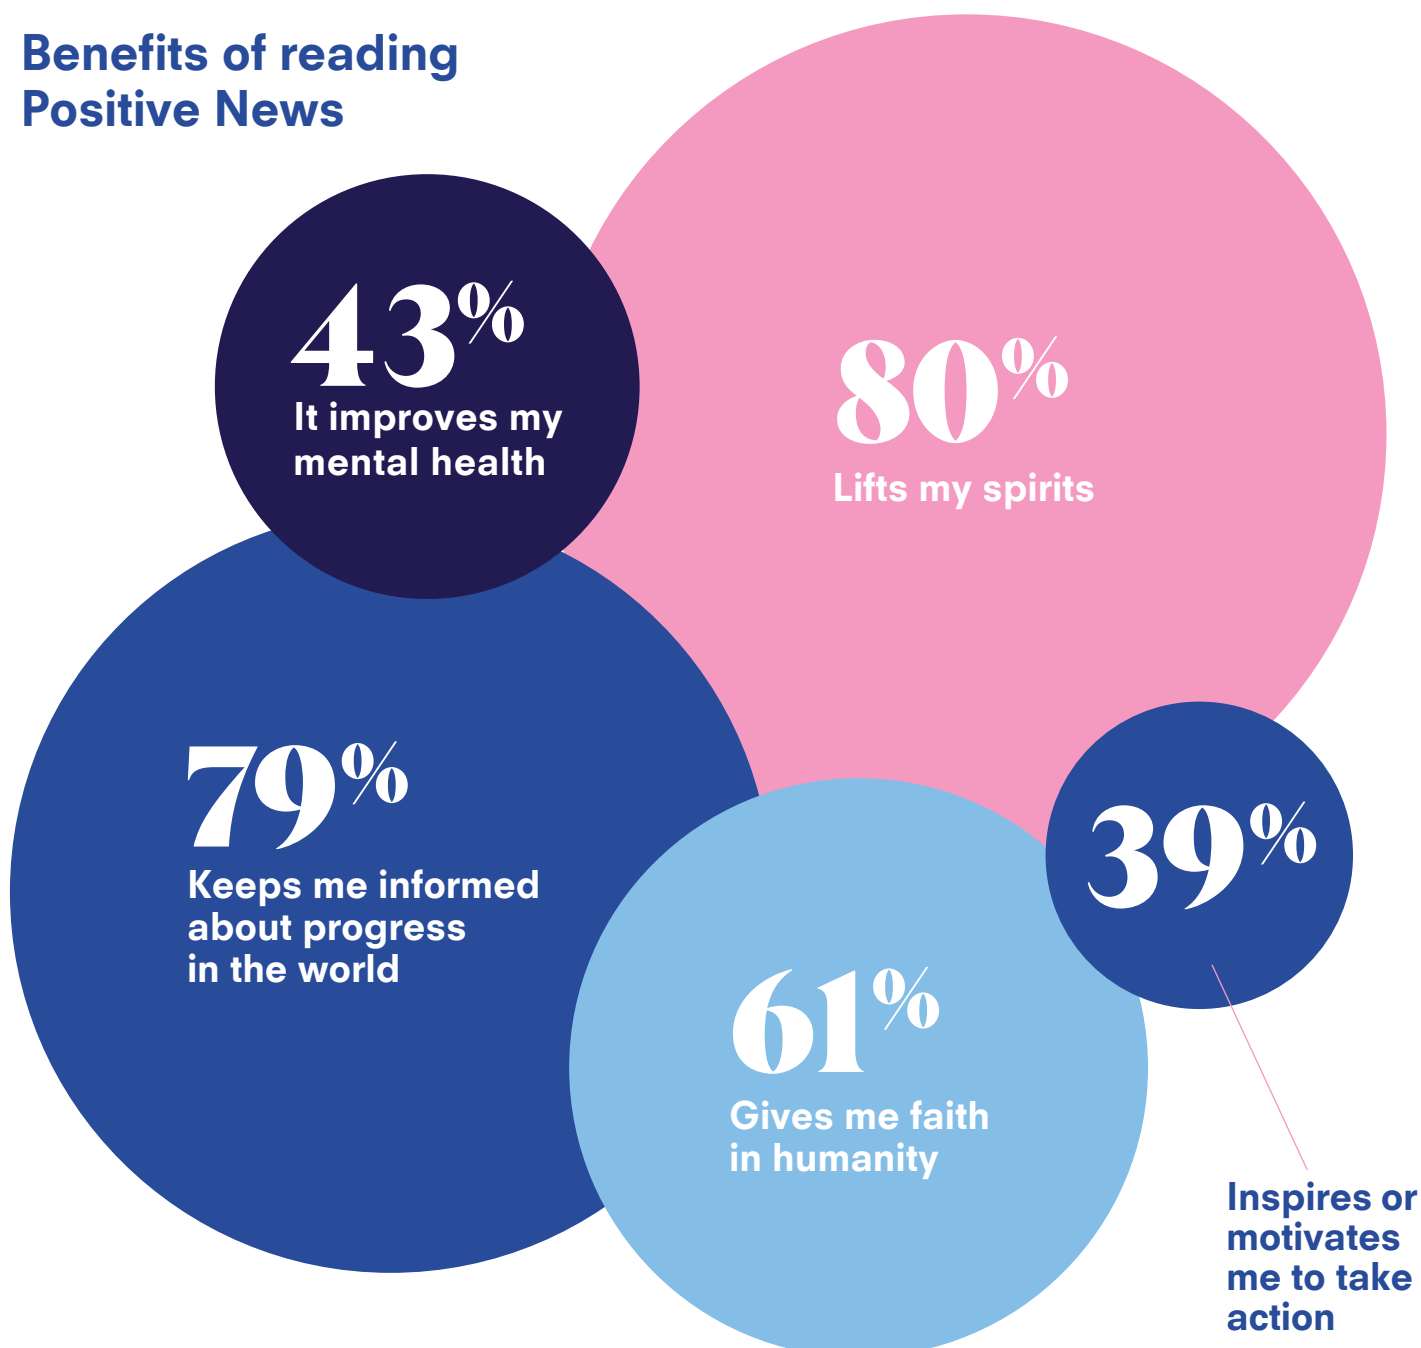 Benefits of reading
Positive News
43%
It improves my
mental health
80%
Lifts my spirits
79%
Keeps me informed
about progress
in the world
39%
61%
Gives me faith
in humanity
Inspires or
motivates
me to take
action